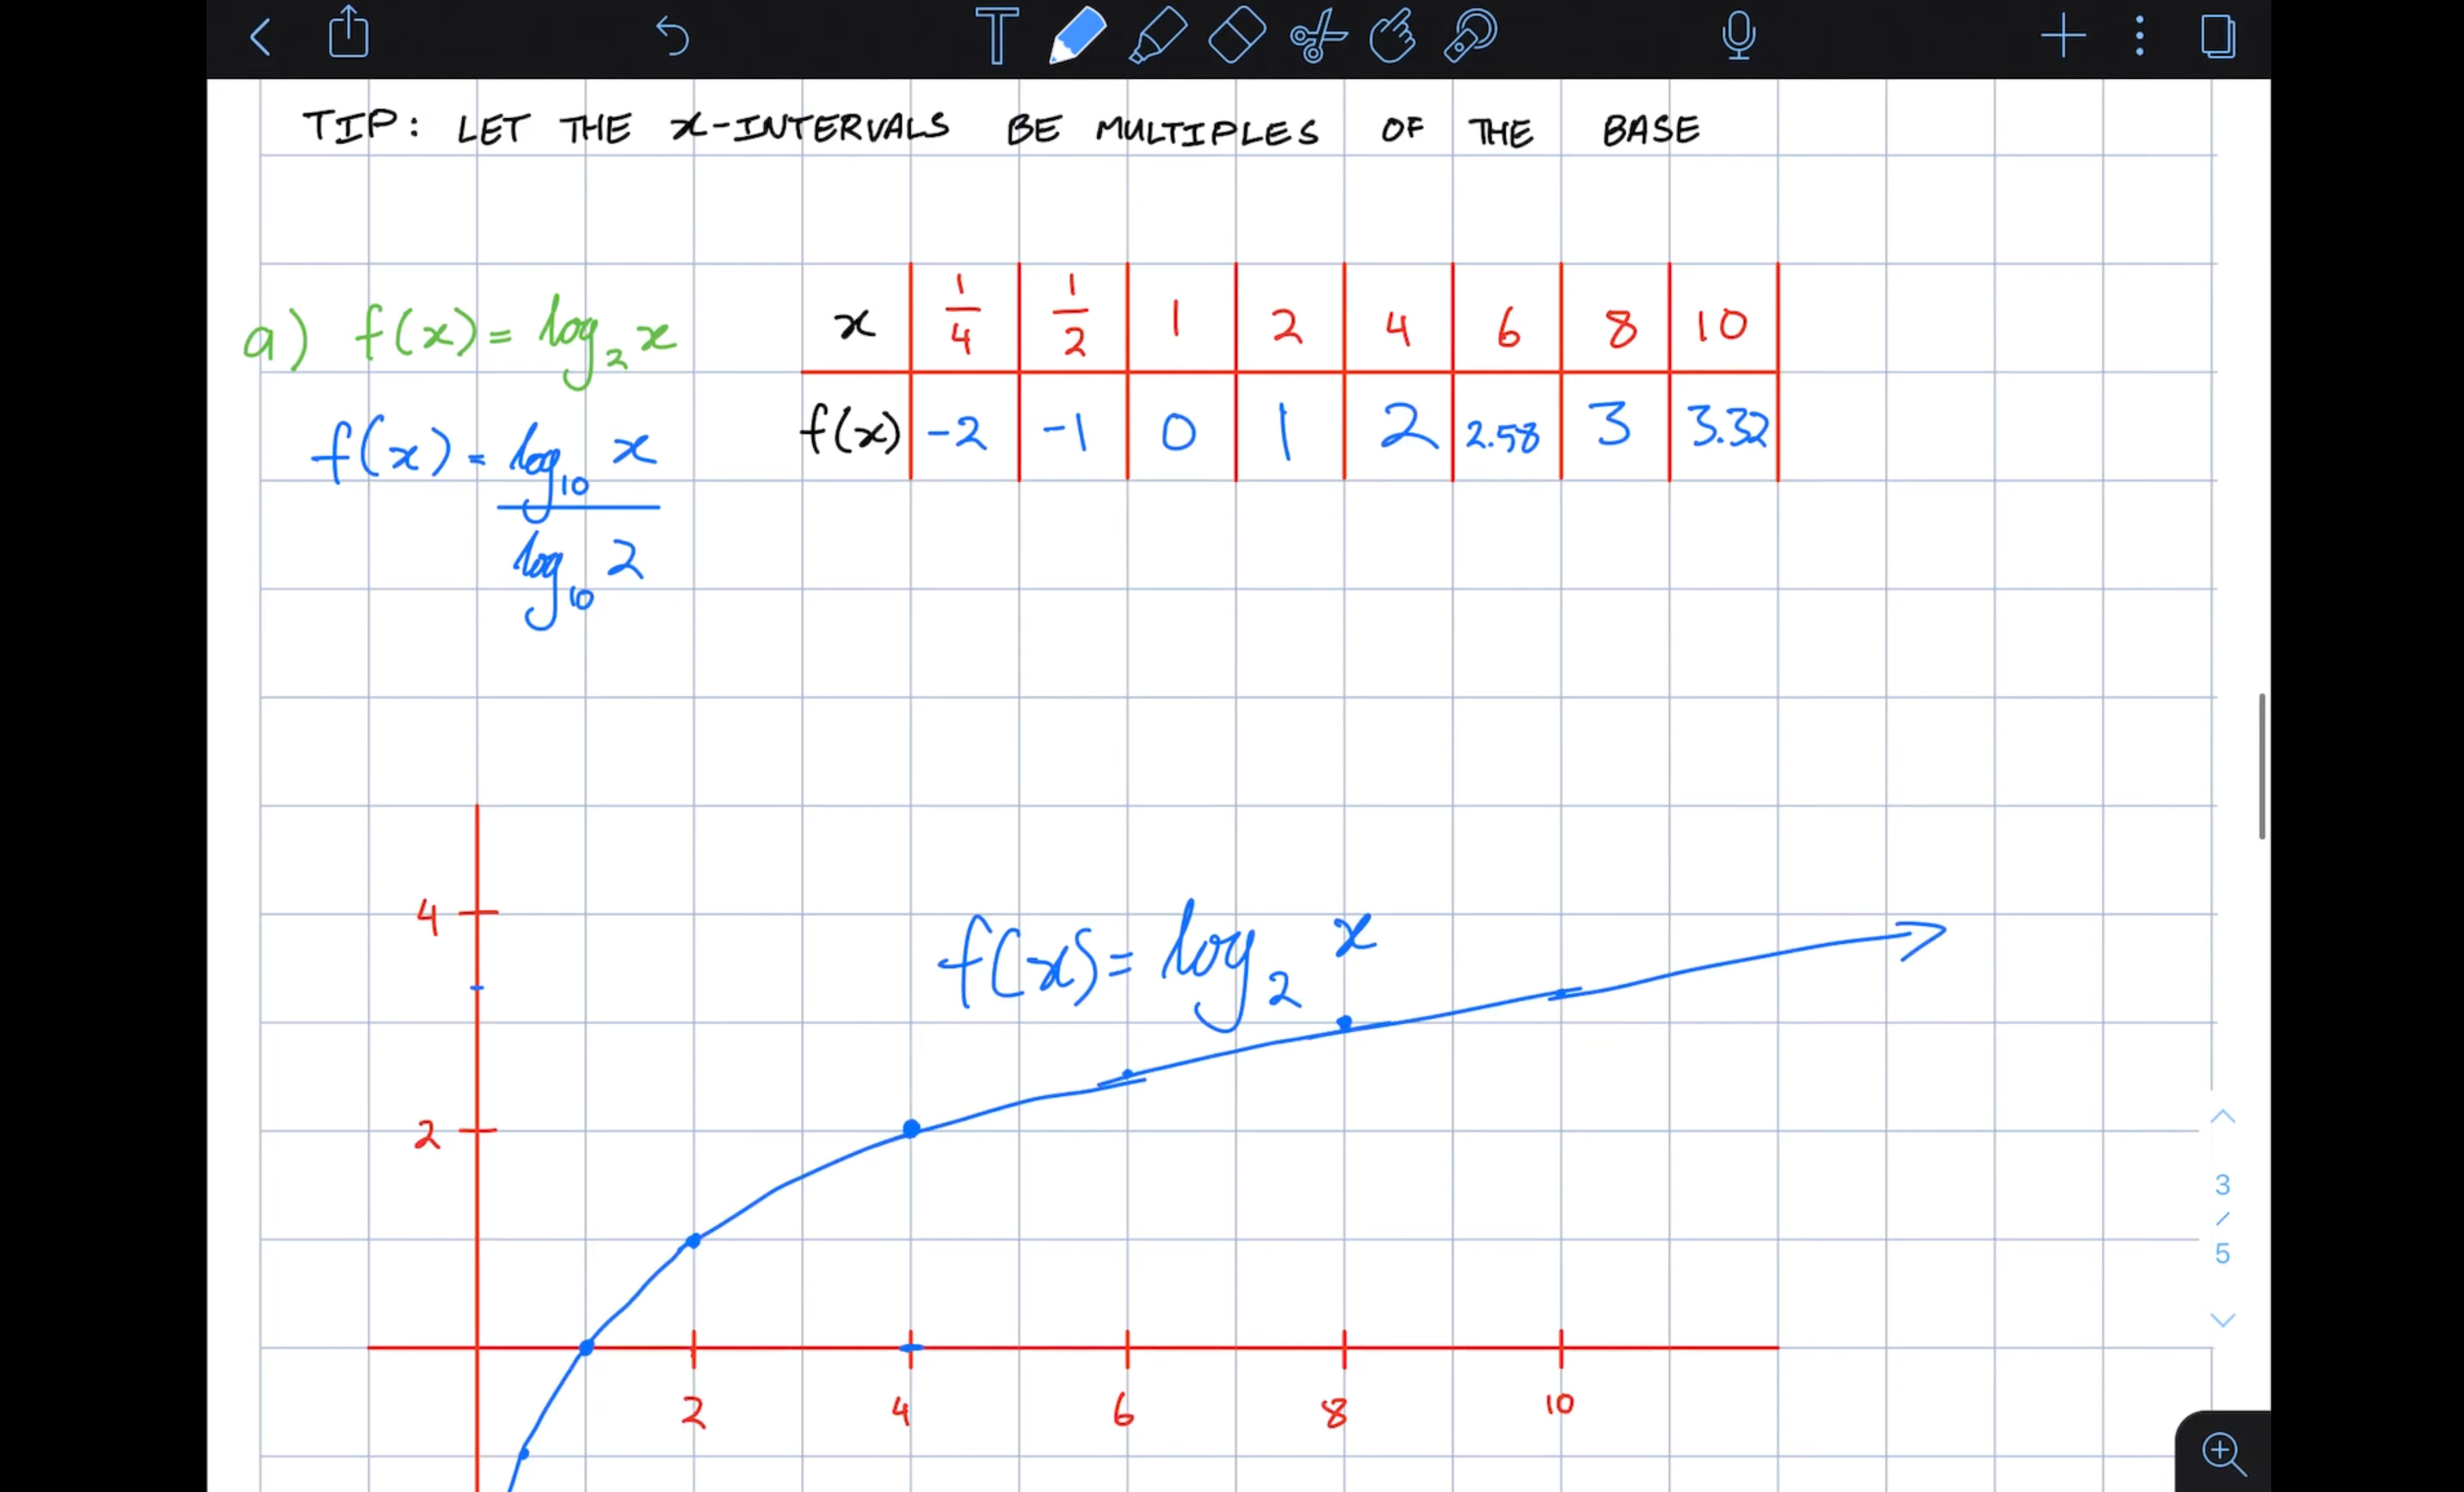 TIP: LET THE x-INTERVALS BE MULTIPLES OF THE BASE
a) f(x) = log₂ x
f(x) = log₁₀ x / log₁₀ 2
x 1/4 1/2 1 2 4 6 8 10
f(x) -2 -1 0 1 2 2.58 3 3.32
f(x) = log₂ x
4
2
2 4 6 8 10
3
/
5